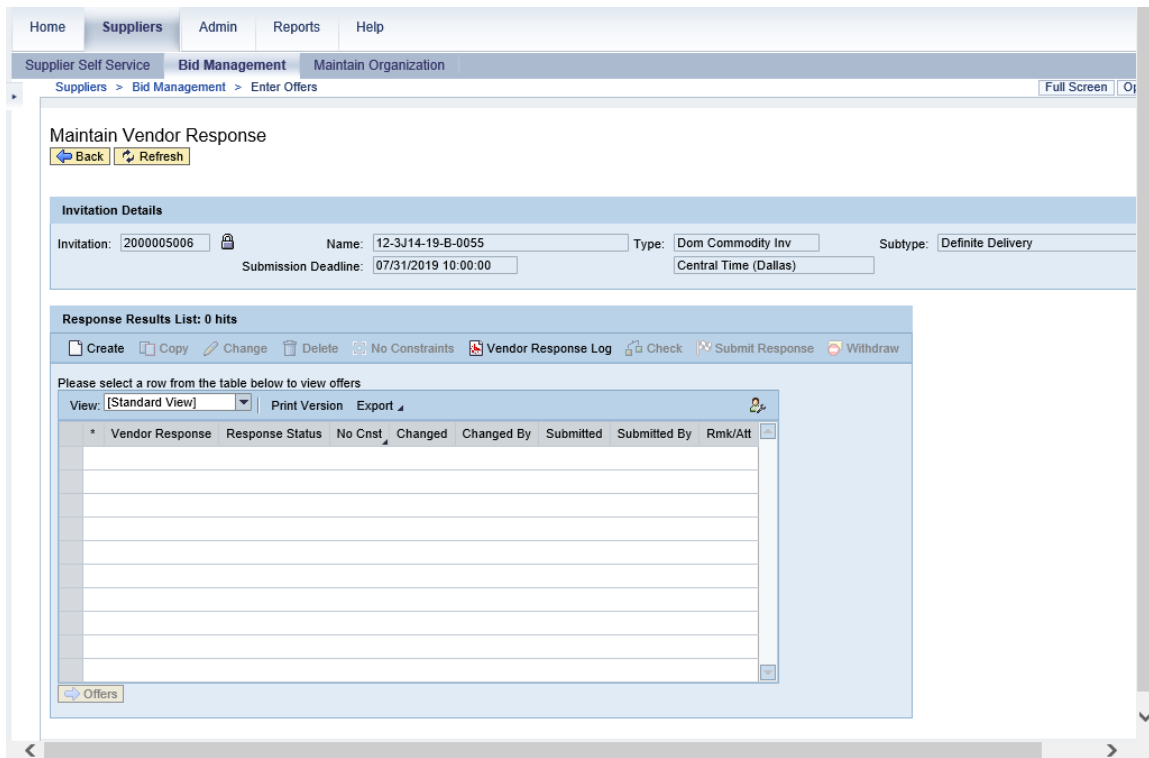 Home Suppliers Admin Reports Help
Supplier Self Service Bid Management Maintain Organization
Suppliers > Bid Management > Enter Offers Full Screen
Maintain Vendor Response
Back Refresh
Invitation Details
Invitation: 2000005006 Name: 12-3J14-19-B-0055 Type: Dom Commodity Inv Subtype: Definite Delivery
Submission Deadline: 07/31/2019 10:00:00 Central Time (Dallas)
Response Results List: 0 hits
Create Copy Change Delete No Constraints Vendor Response Log Check Submit Response Withdraw
Please select a row from the table below to view offers
View: [Standard View] Print Version Export
* Vendor Response Response Status No Cnst Changed Changed By Submitted Submitted By Rmk/Att
Offers